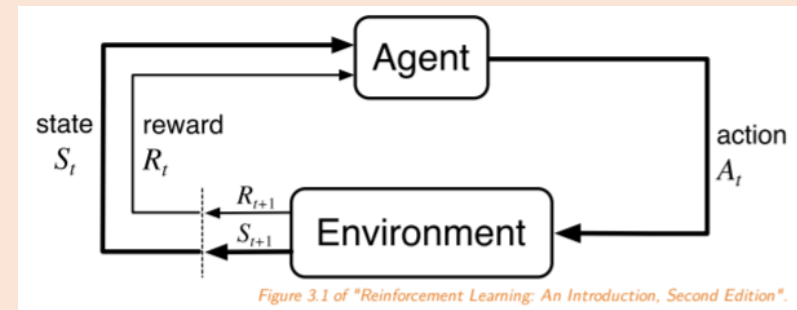 Agent
state
S_t
reward
R_t
action
A_t
R_{t+1}
S_{t+1}
Environment
Figure 3.1 of "Reinforcement Learning: An Introduction, Second Edition".